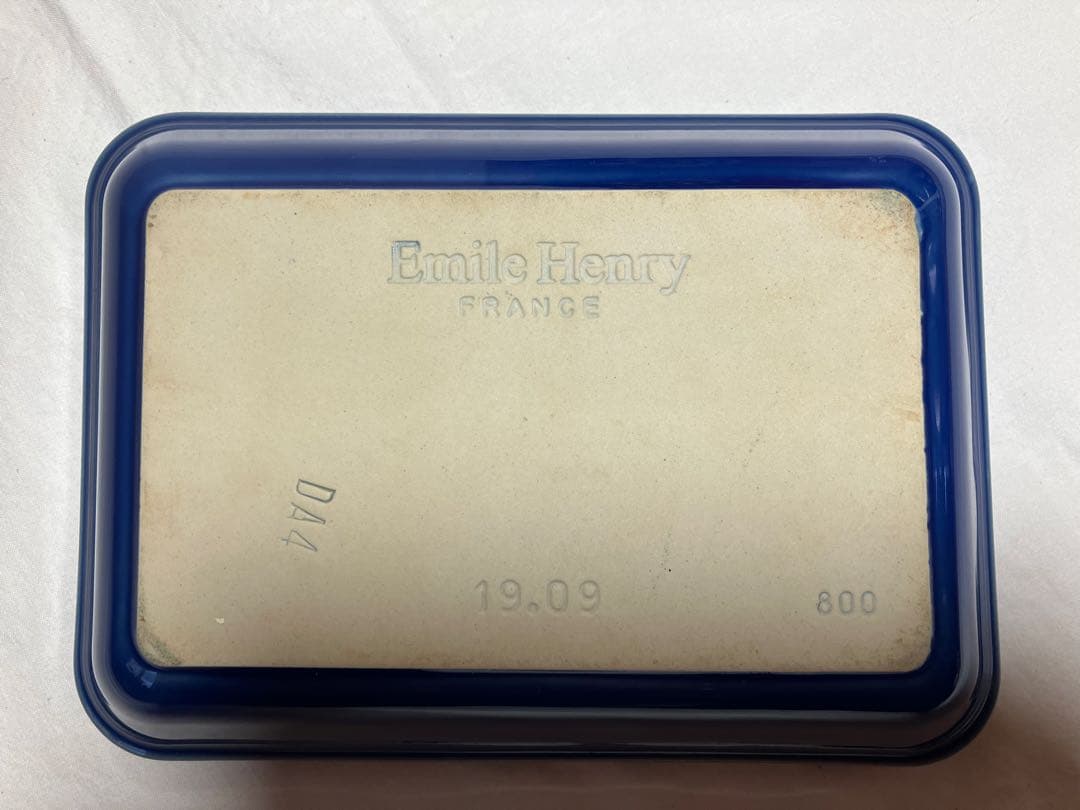 Emile Henry
FRANCE
DA4
19.09
800